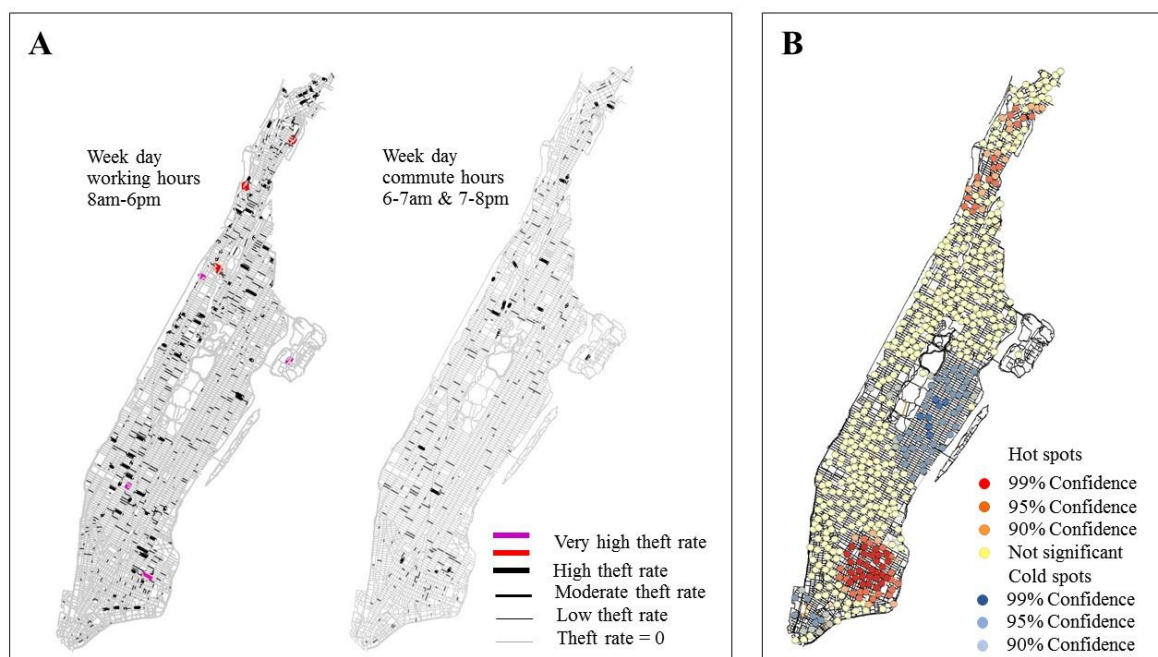 A
Week day
working hours
8am-6pm
Week day
commute hours
6-7am & 7-8pm
Very high theft rate
High theft rate
Moderate theft rate
Low theft rate
Theft rate = 0
B
Hot spots
99% Confidence
95% Confidence
90% Confidence
Not significant
Cold spots
99% Confidence
95% Confidence
90% Confidence